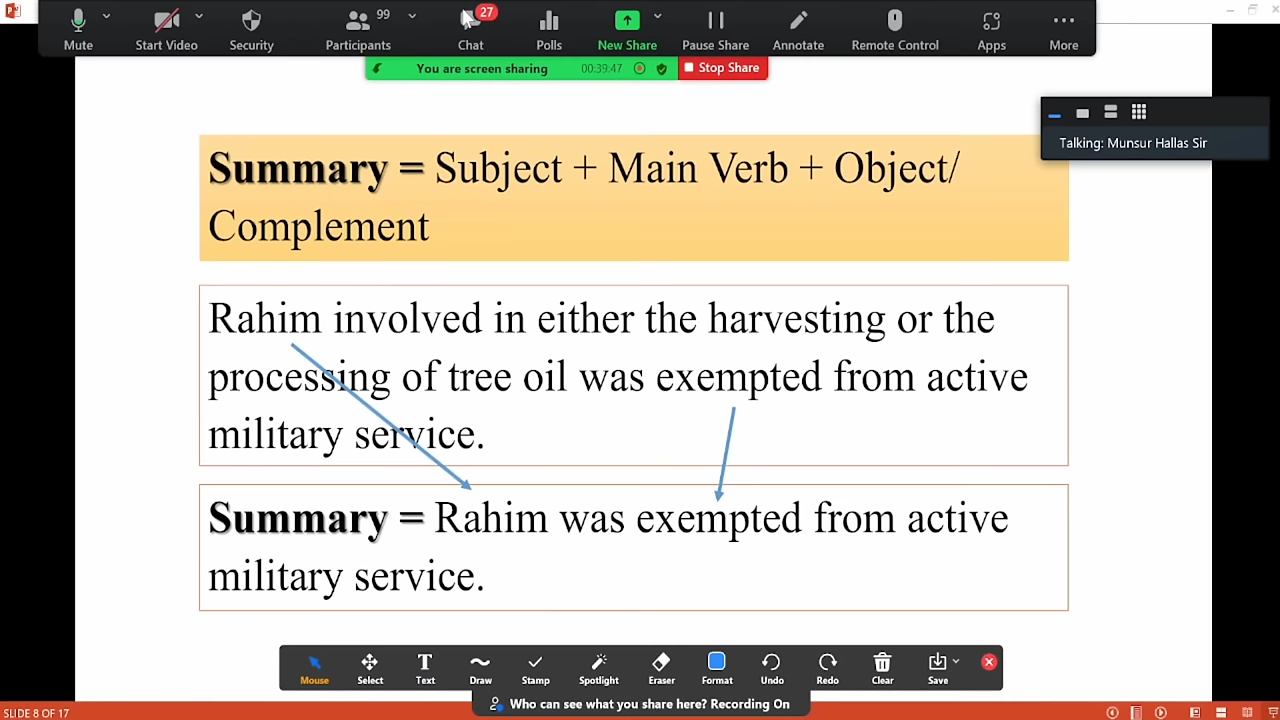 Mute
Start Video
Security
Participants
99
Chat
27
Polls
New Share
Pause Share
Annotate
Remote Control
Apps
More
You are screen sharing
00:39:47
Stop Share
Talking: Munsur Hallas Sir
Summary = Subject + Main Verb + Object/
Complement
Rahim involved in either the harvesting or the
processing of tree oil was exempted from active
military service.
Summary = Rahim was exempted from active
military service.
Mouse
Select
Text
Draw
Stamp
Spotlight
Eraser
Format
Undo
Redo
Clear
Save
Who can see what you share here? Recording On
SLIDE 8 OF 17